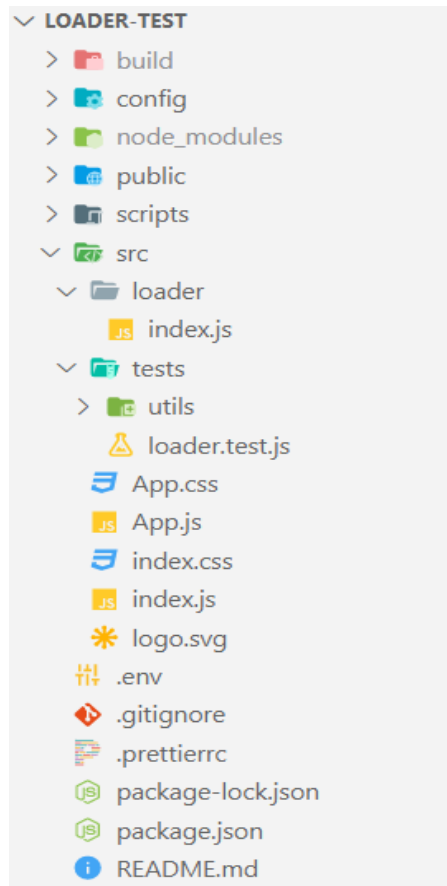 LOADER-TEST
build
config
node_modules
public
scripts
src
loader
JS index.js
tests
utils
loader.test.js
App.css
JS App.js
index.css
JS index.js
logo.svg
.env
.gitignore
.prettierrc
package-lock.json
package.json
README.md